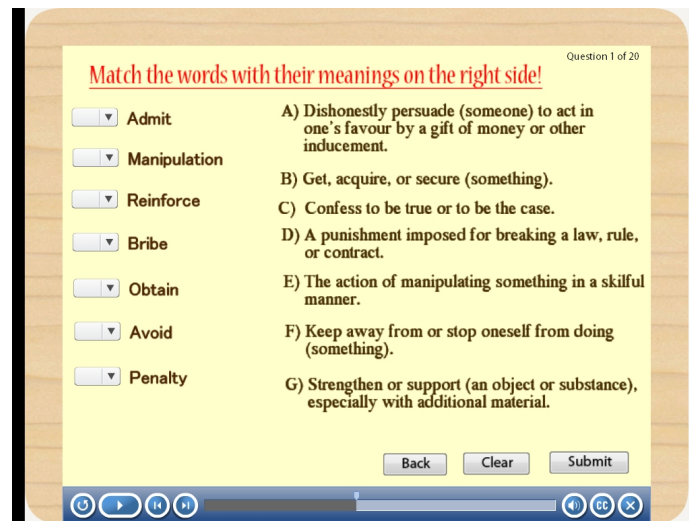 Question 1 of 20
Match the words with their meanings on the right side!
Admit
Manipulation
Reinforce
Bribe
Obtain
Avoid
Penalty
A) Dishonestly persuade (someone) to act in
one's favour by a gift of money or other
inducement.
B) Get, acquire, or secure (something).
C) Confess to be true or to be the case.
D) A punishment imposed for breaking a law, rule,
or contract.
E) The action of manipulating something in a skilful
manner.
F) Keep away from or stop oneself from doing
(something).
G) Strengthen or support (an object or substance),
especially with additional material.
Back Clear Submit
CC